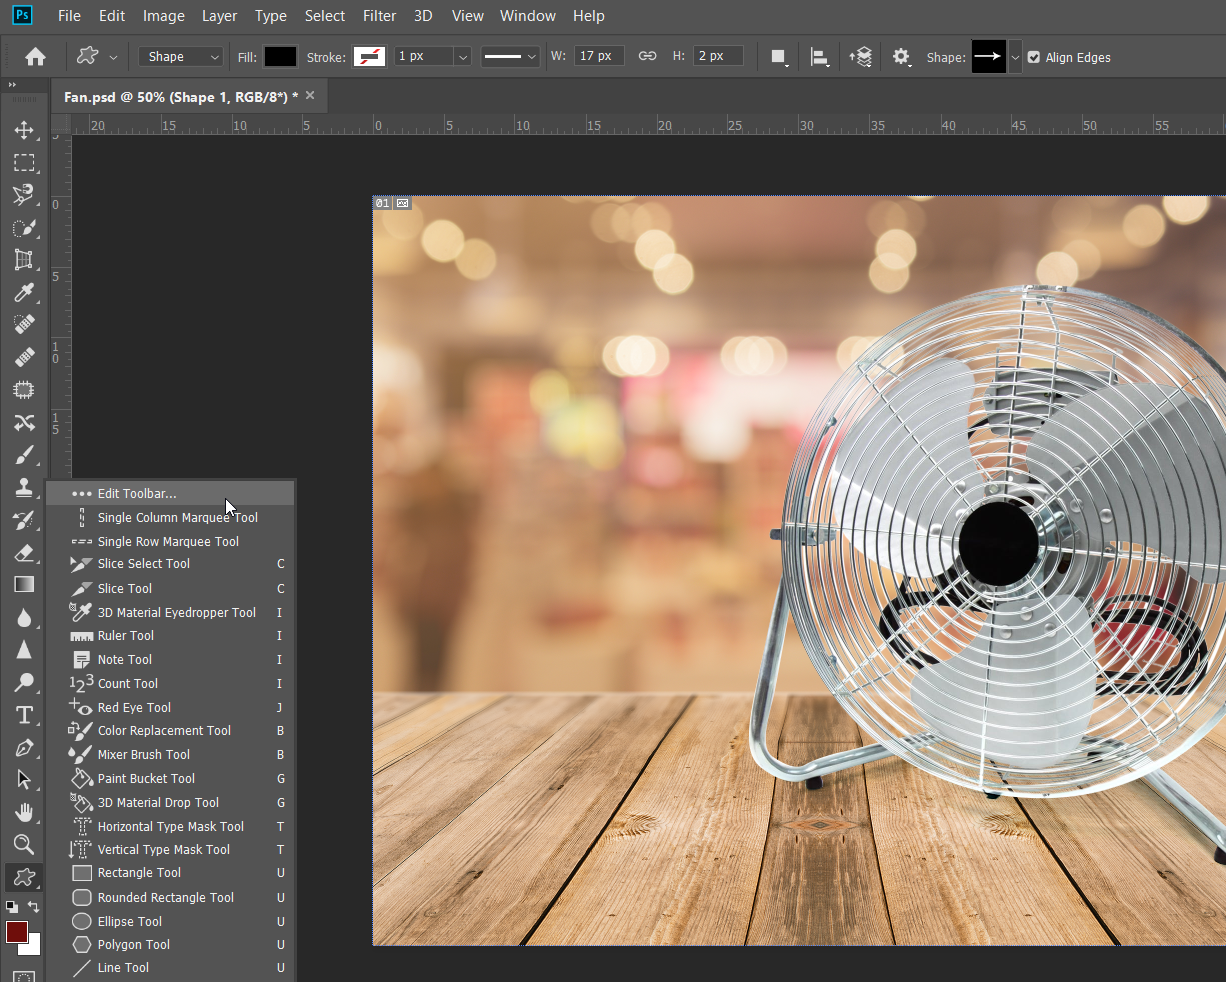 Ps File Edit Image Layer Type Select Filter 3D View Window Help
Shape Fill: Stroke: 1 px W: 17 px H: 2 px Shape: Align Edges
Fan.psd @ 50% (Shape 1, RGB/8*) * ×
20 15 10 5 0 5 10 15 20 25 30 35 40 45 50 55
0
01
5
10
15
Edit Toolbar...
Single Column Marquee Tool
Single Row Marquee Tool
Slice Select Tool C
Slice Tool C
3D Material Eyedropper Tool I
Ruler Tool I
Note Tool I
123 Count Tool I
Red Eye Tool J
Color Replacement Tool B
Mixer Brush Tool B
Paint Bucket Tool G
3D Material Drop Tool G
Horizontal Type Mask Tool T
Vertical Type Mask Tool T
Rectangle Tool U
Rounded Rectangle Tool U
Ellipse Tool U
Polygon Tool U
Line Tool U